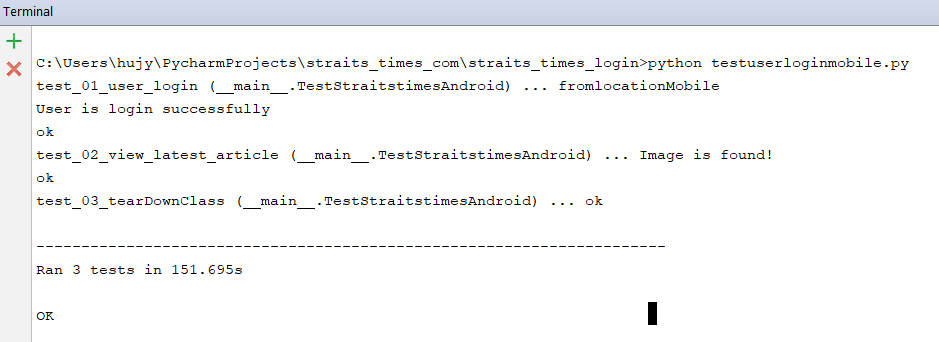 Terminal
C:\Users\hujy\PycharmProjects\straits_times_com\straits_times_login>python testuserloginmobile.py
test_01_user_login (__main__.TestStraitstimesAndroid) ... fromlocationMobile
User is login successfully
ok
test_02_view_latest_article (__main__.TestStraitstimesAndroid) ... Image is found!
ok
test_03_tearDownClass (__main__.TestStraitstimesAndroid) ... ok
----------------------------------------------------------------------
Ran 3 tests in 151.695s
OK